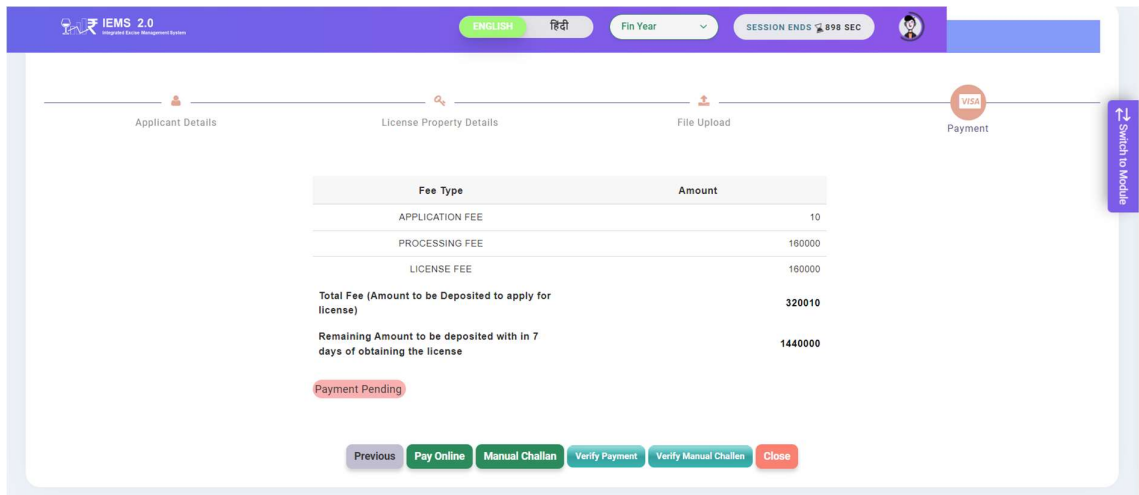 IEMS 2.0
Integrated Excise Management System
ENGLISH
हिंदी
Fin Year
SESSION ENDS 898 SEC
Applicant Details
License Property Details
File Upload
VISA
Payment
Switch to Module
Fee Type Amount
APPLICATION FEE 10
PROCESSING FEE 160000
LICENSE FEE 160000
Total Fee (Amount to be Deposited to apply for
license) 320010
Remaining Amount to be deposited with in 7
days of obtaining the license 1440000
Payment Pending
Previous Pay Online Manual Challan Verify Payment Verify Manual Challen Close